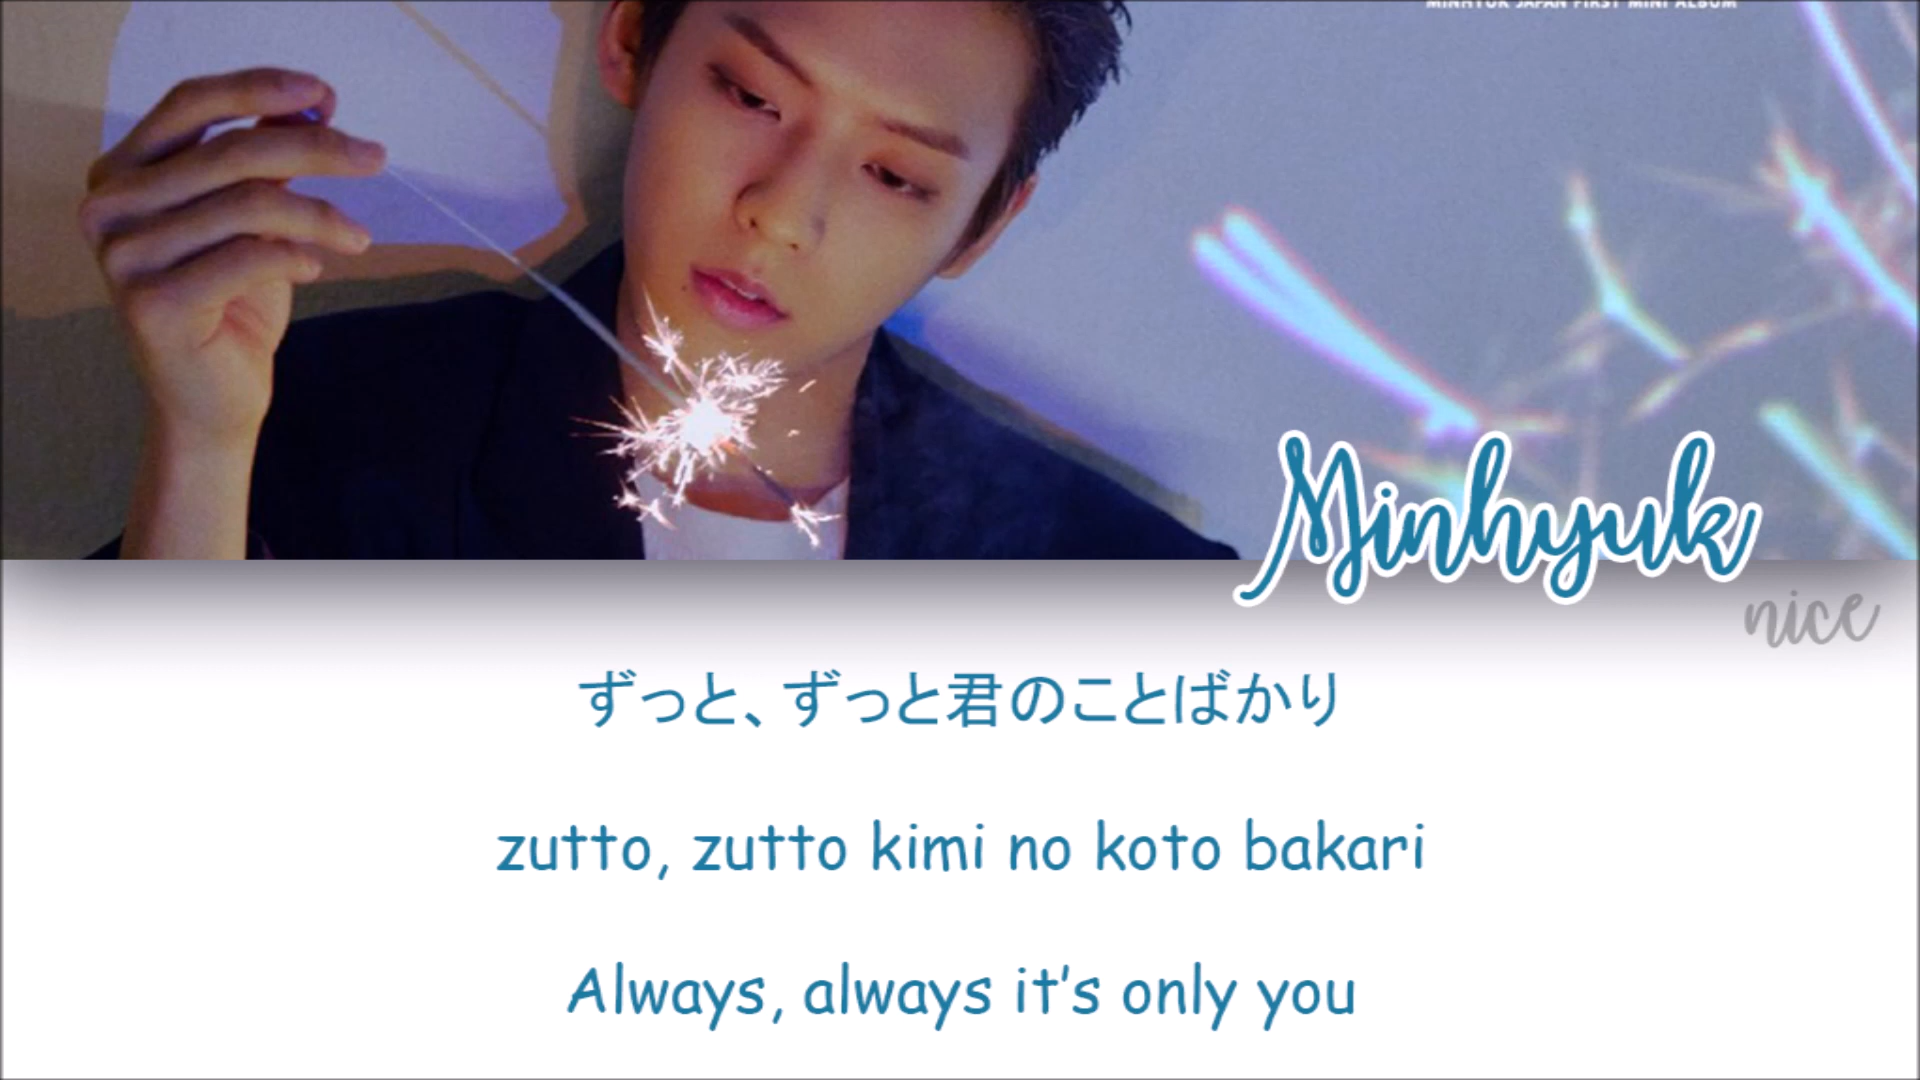 MINHYUK JAPAN FIRST MINI ALBUM
Minhyuk
nice
ずっと、ずっと君のことばかり
zutto, zutto kimi no koto bakari
Always, always it's only you